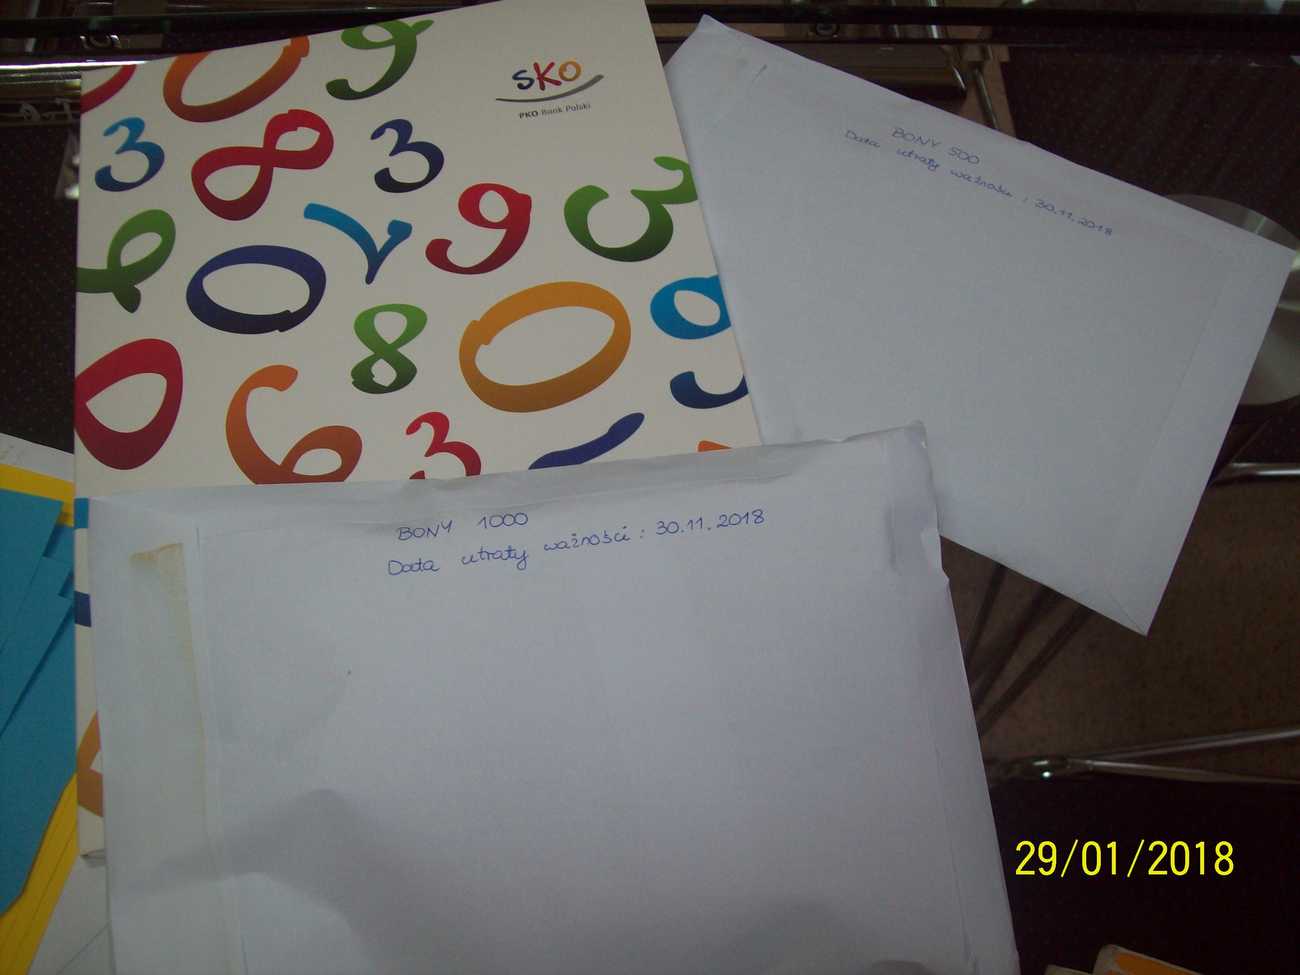 sKo
PKO Bank Polski
BONY 500
Data utraty ważności : 30.11.2018
BONY 1000
Data utraty ważności : 30.11.2018
29/01/2018